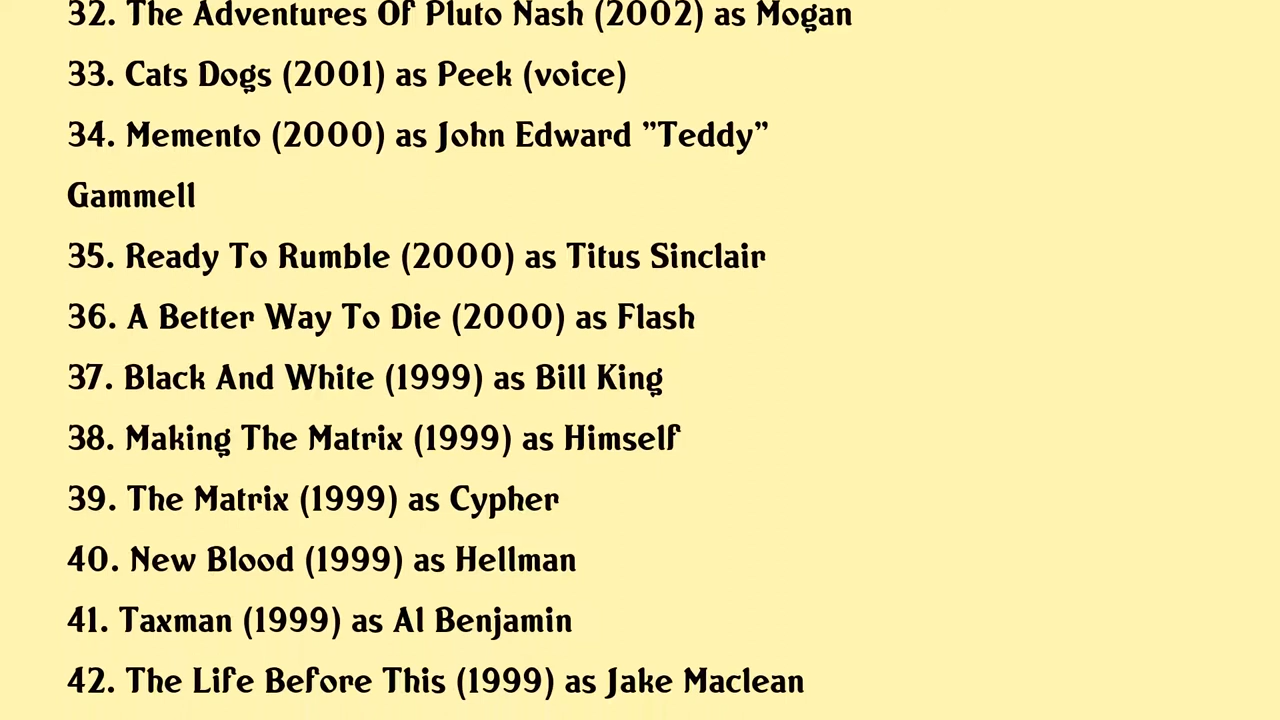 32. The Adventures Of Pluto Nash (2002) as Mogan
33. Cats Dogs (2001) as Peek (voice)
34. Memento (2000) as John Edward ”Teddy”
Gammell
35. Ready To Rumble (2000) as Titus Sinclair
36. A Better Way To Die (2000) as Flash
37. Black And White (1999) as Bill King
38. Making The Matrix (1999) as Himself
39. The Matrix (1999) as Cypher
40. New Blood (1999) as Hellman
41. Taxman (1999) as Al Benjamin
42. The Life Before This (1999) as Jake Maclean